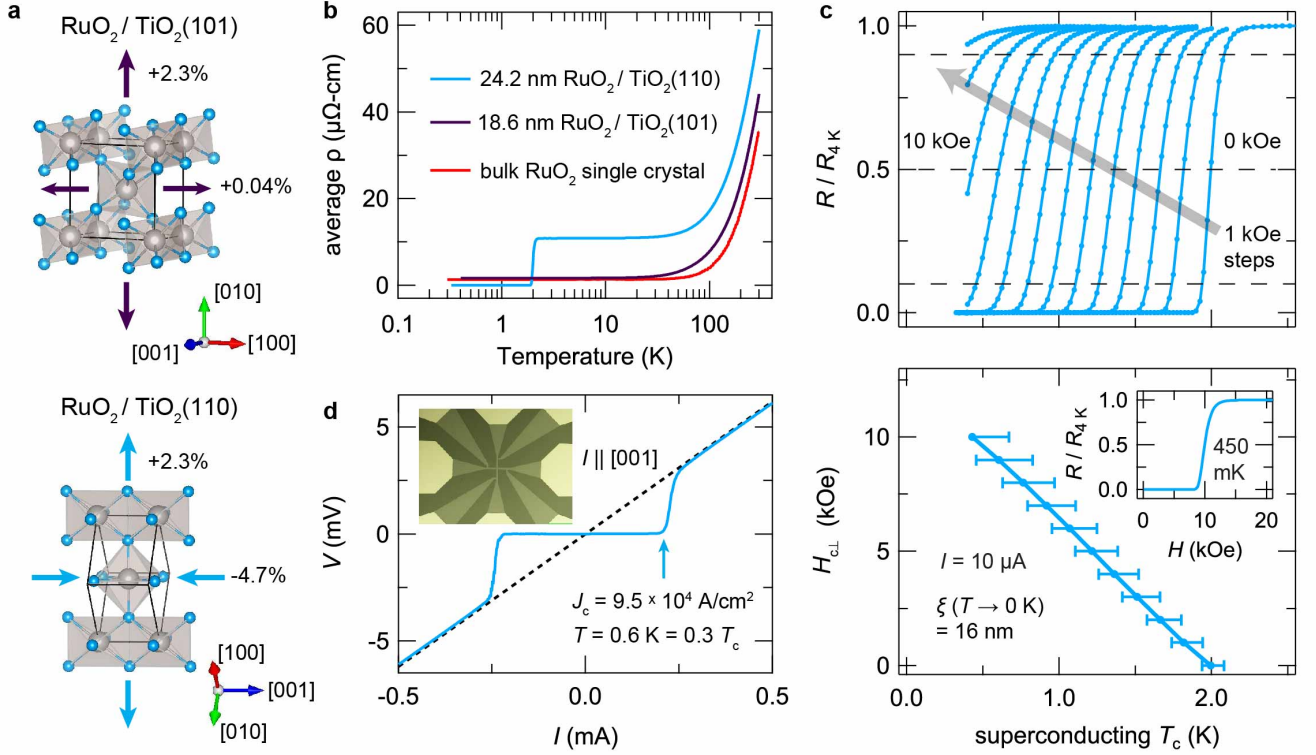 a
RuO2 / TiO2(101)
+2.3%
+0.04%
[010]
[001]
[100]
RuO2 / TiO2(110)
+2.3%
-4.7%
[100]
[001]
[010]
b
60
40
20
0
average ρ (μΩ-cm)
24.2 nm RuO2 / TiO2(110)
18.6 nm RuO2 / TiO2(101)
bulk RuO2 single crystal
0.1
1
10
100
Temperature (K)
d
5
0
-5
V (mV)
I || [001]
Jc = 9.5 × 10⁴ A/cm²
T = 0.6 K = 0.3 Tc
-0.5
0.0
0.5
I (mA)
c
1.0
0.5
0.0
R / R4 K
10 kOe
0 kOe
1 kOe
steps
10
5
0
Hc⊥ (kOe)
1.0
0.5
0.0
R / R4 K
450
mK
0
10
20
H (kOe)
I = 10 μA
ξ (T → 0 K)
= 16 nm
0.0
1.0
2.0
superconducting Tc (K)